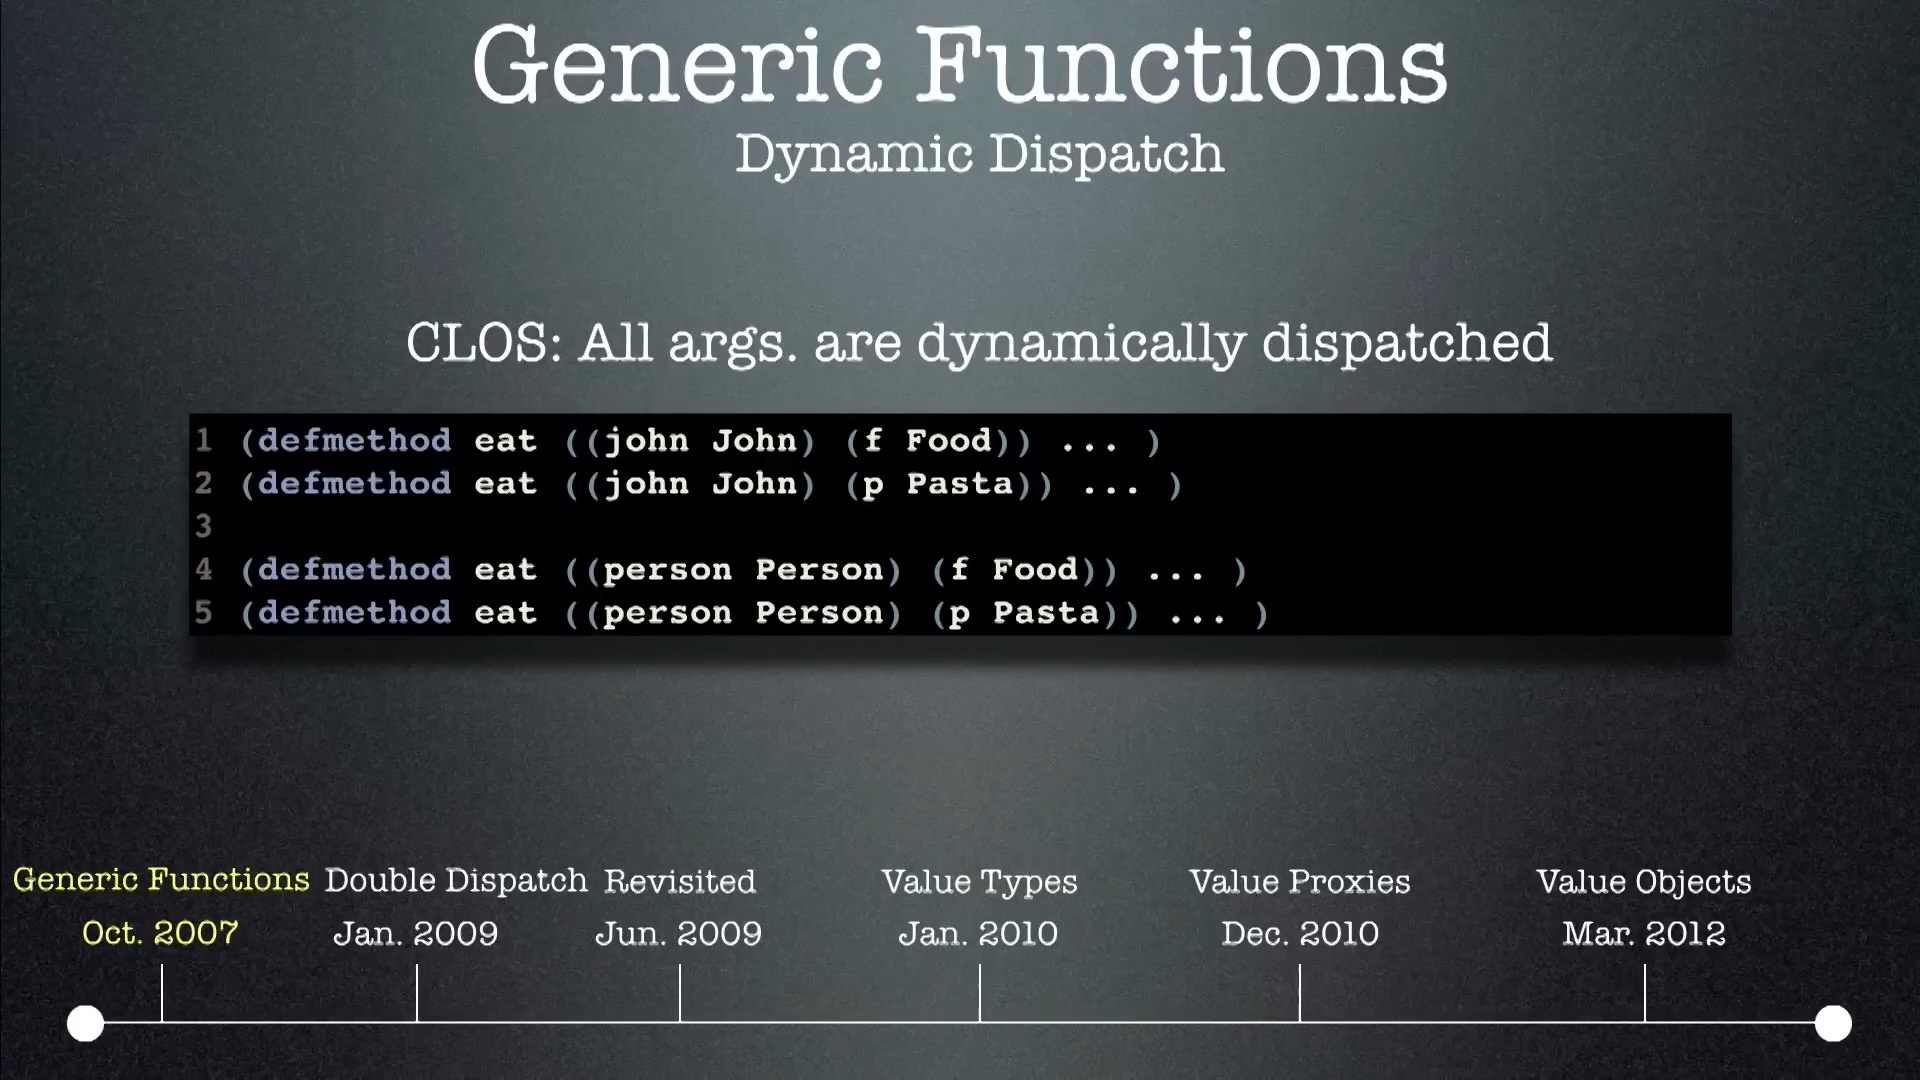 Generic Functions
Dynamic Dispatch
CLOS: All args. are dynamically dispatched
1 (defmethod eat ((john John) (f Food)) ... )
2 (defmethod eat ((john John) (p Pasta)) ... )
3
4 (defmethod eat ((person Person) (f Food)) ... )
5 (defmethod eat ((person Person) (p Pasta)) ... )
Generic Functions Double Dispatch Revisited Value Types Value Proxies Value Objects
Oct. 2007 Jan. 2009 Jun. 2009 Jan. 2010 Dec. 2010 Mar. 2012